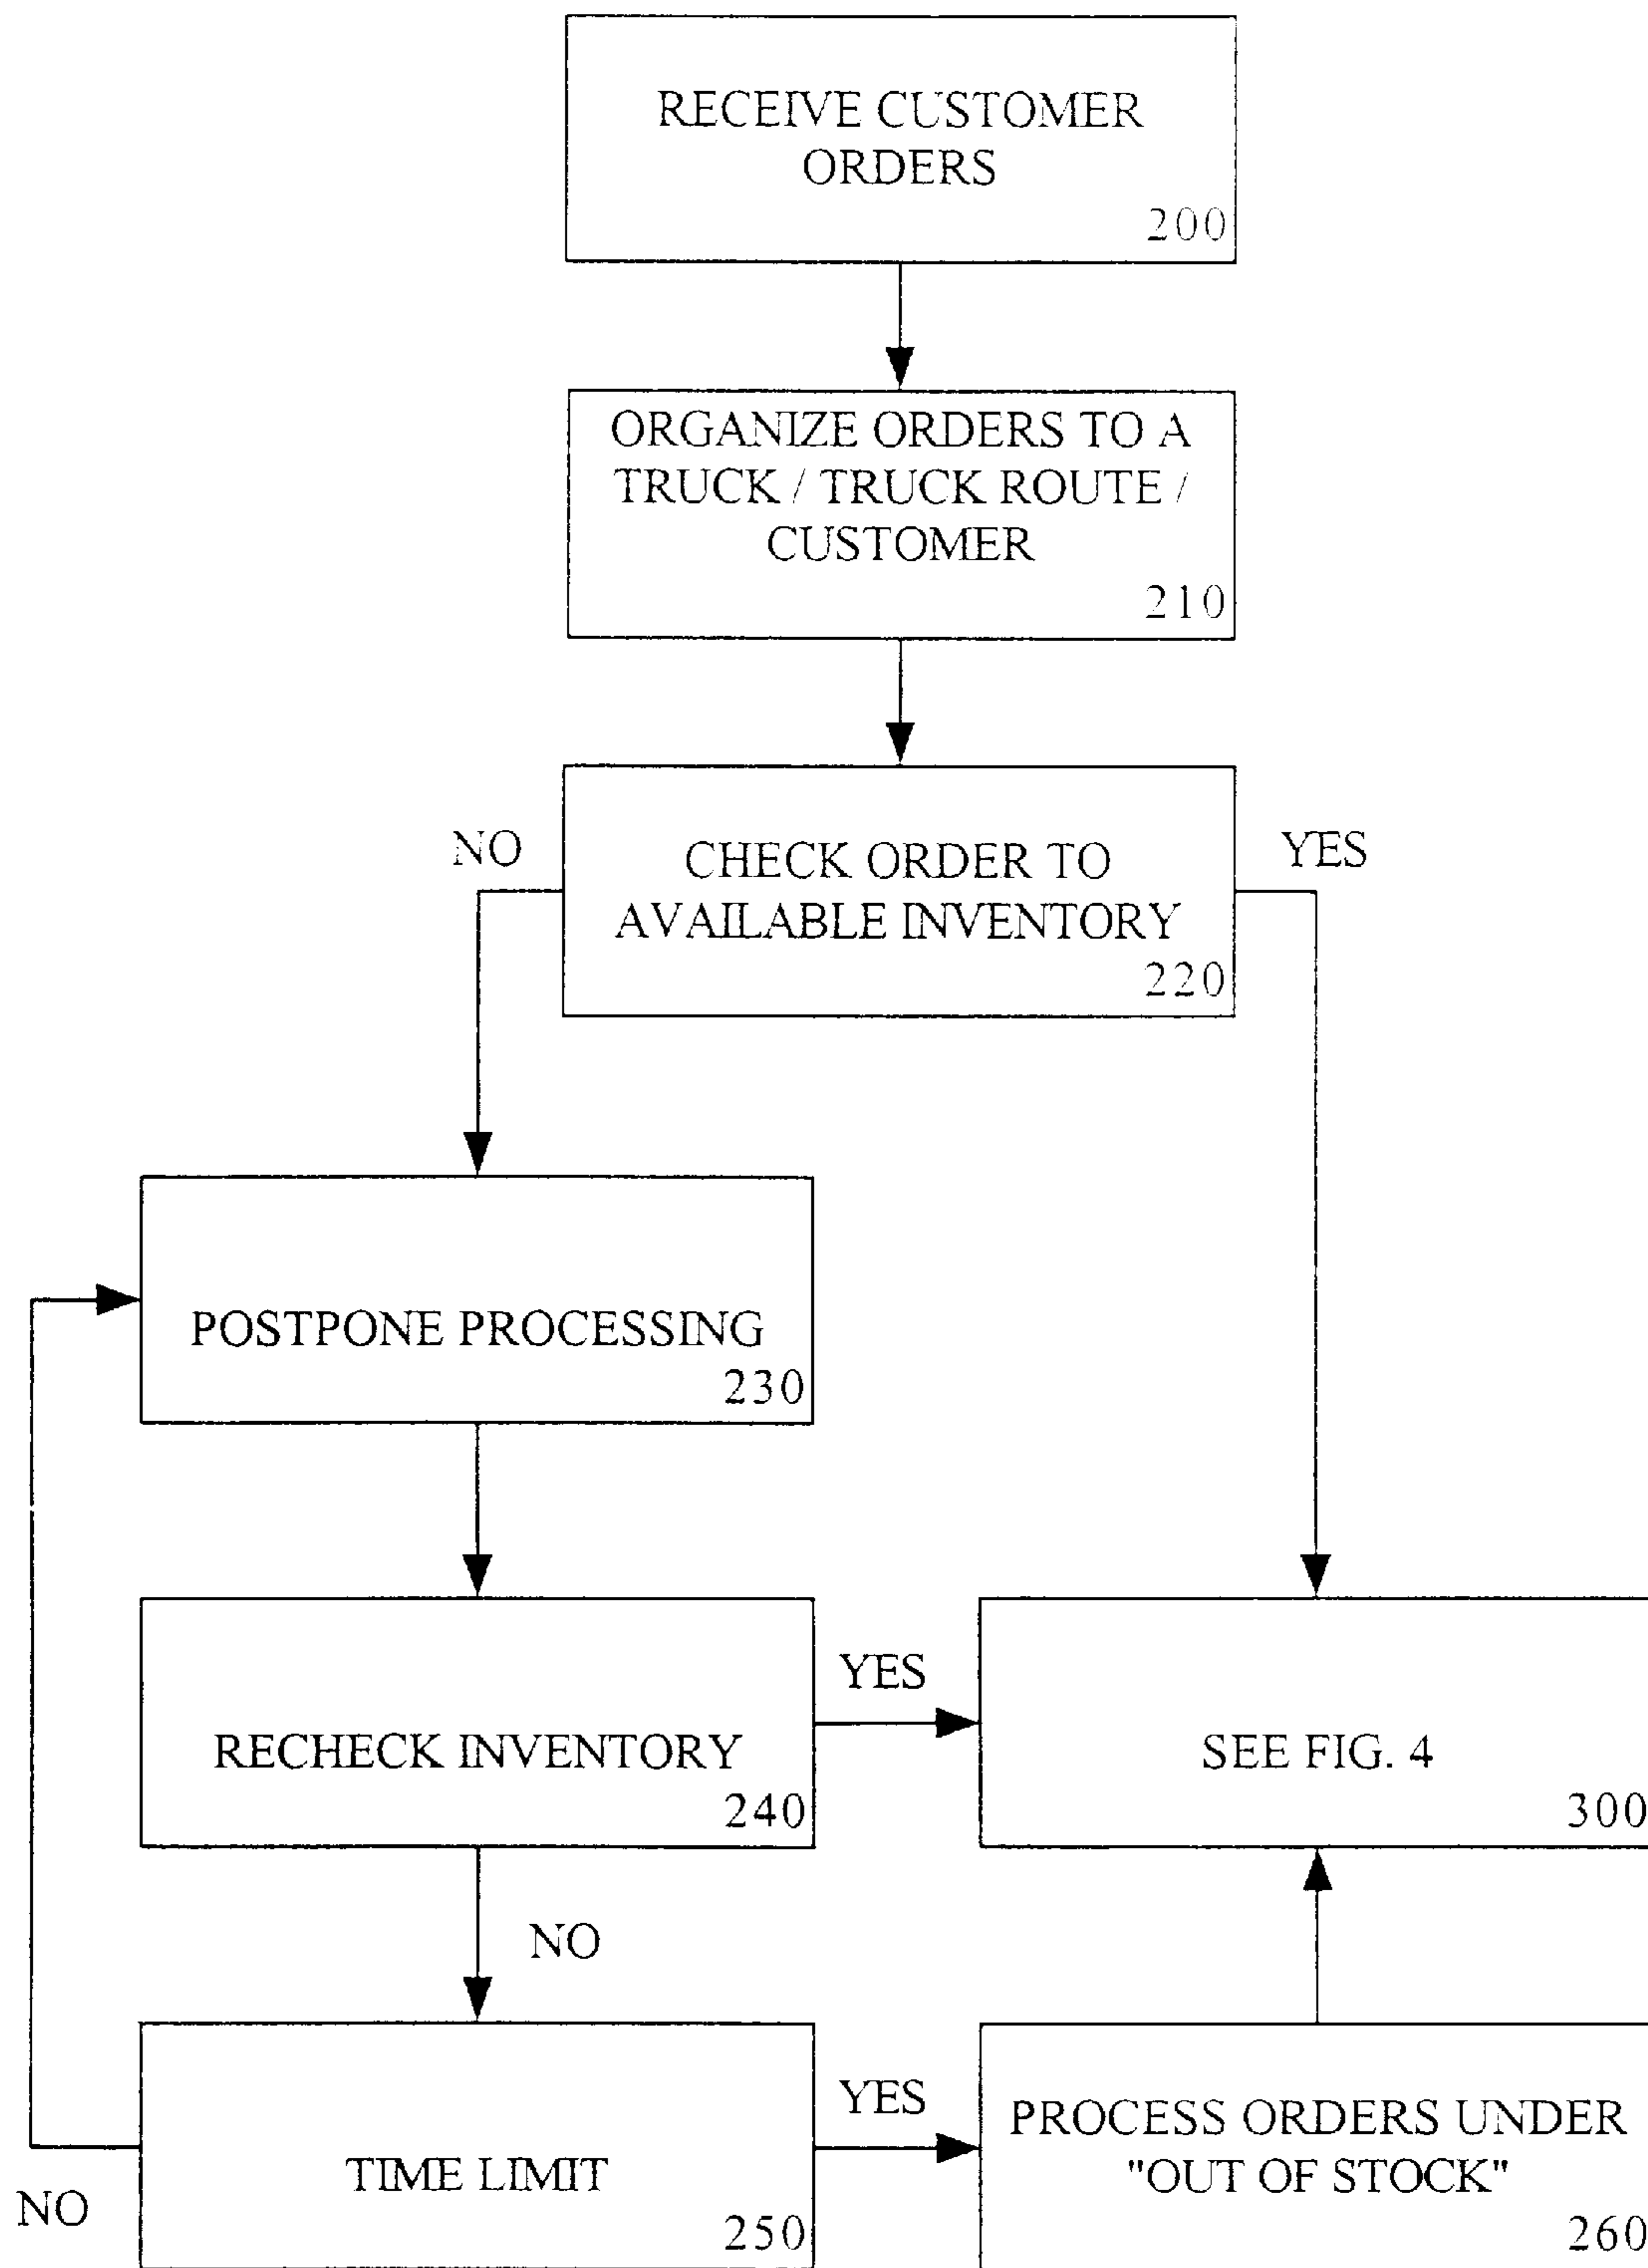 RECEIVE CUSTOMER
ORDERS
200
ORGANIZE ORDERS TO A
TRUCK / TRUCK ROUTE /
CUSTOMER
210
NO
YES
CHECK ORDER TO
AVAILABLE INVENTORY
220
POSTPONE PROCESSING
230
RECHECK INVENTORY
240
YES
SEE FIG. 4
300
NO
TIME LIMIT
250
YES
NO
PROCESS ORDERS UNDER
"OUT OF STOCK"
260